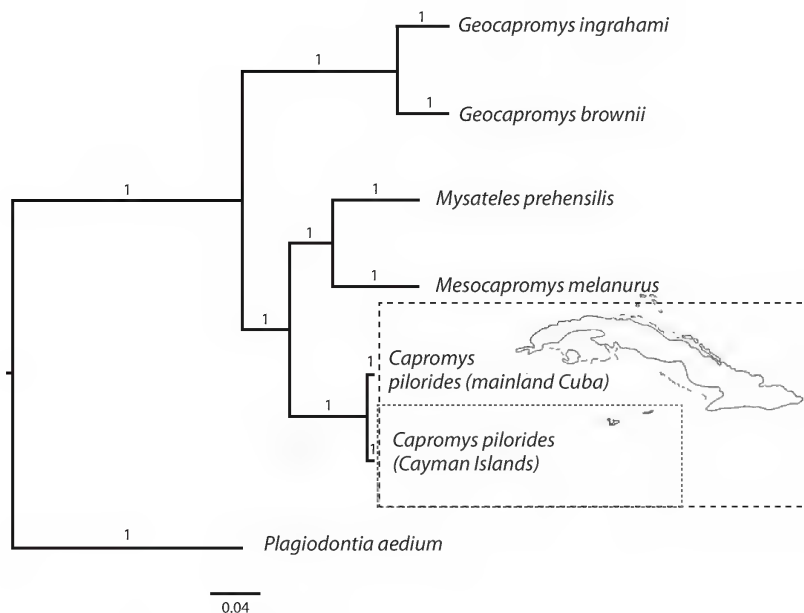 1
Geocapromys ingrahami
1
1
Geocapromys brownii
1
1
Mysateles prehensilis
1
1
Mesocapromys melanurus
1
1
Capromys
pilorides (mainland Cuba)
1
1
Capromys pilorides
(Cayman Islands)
1
Plagiodontia aedium
0.04